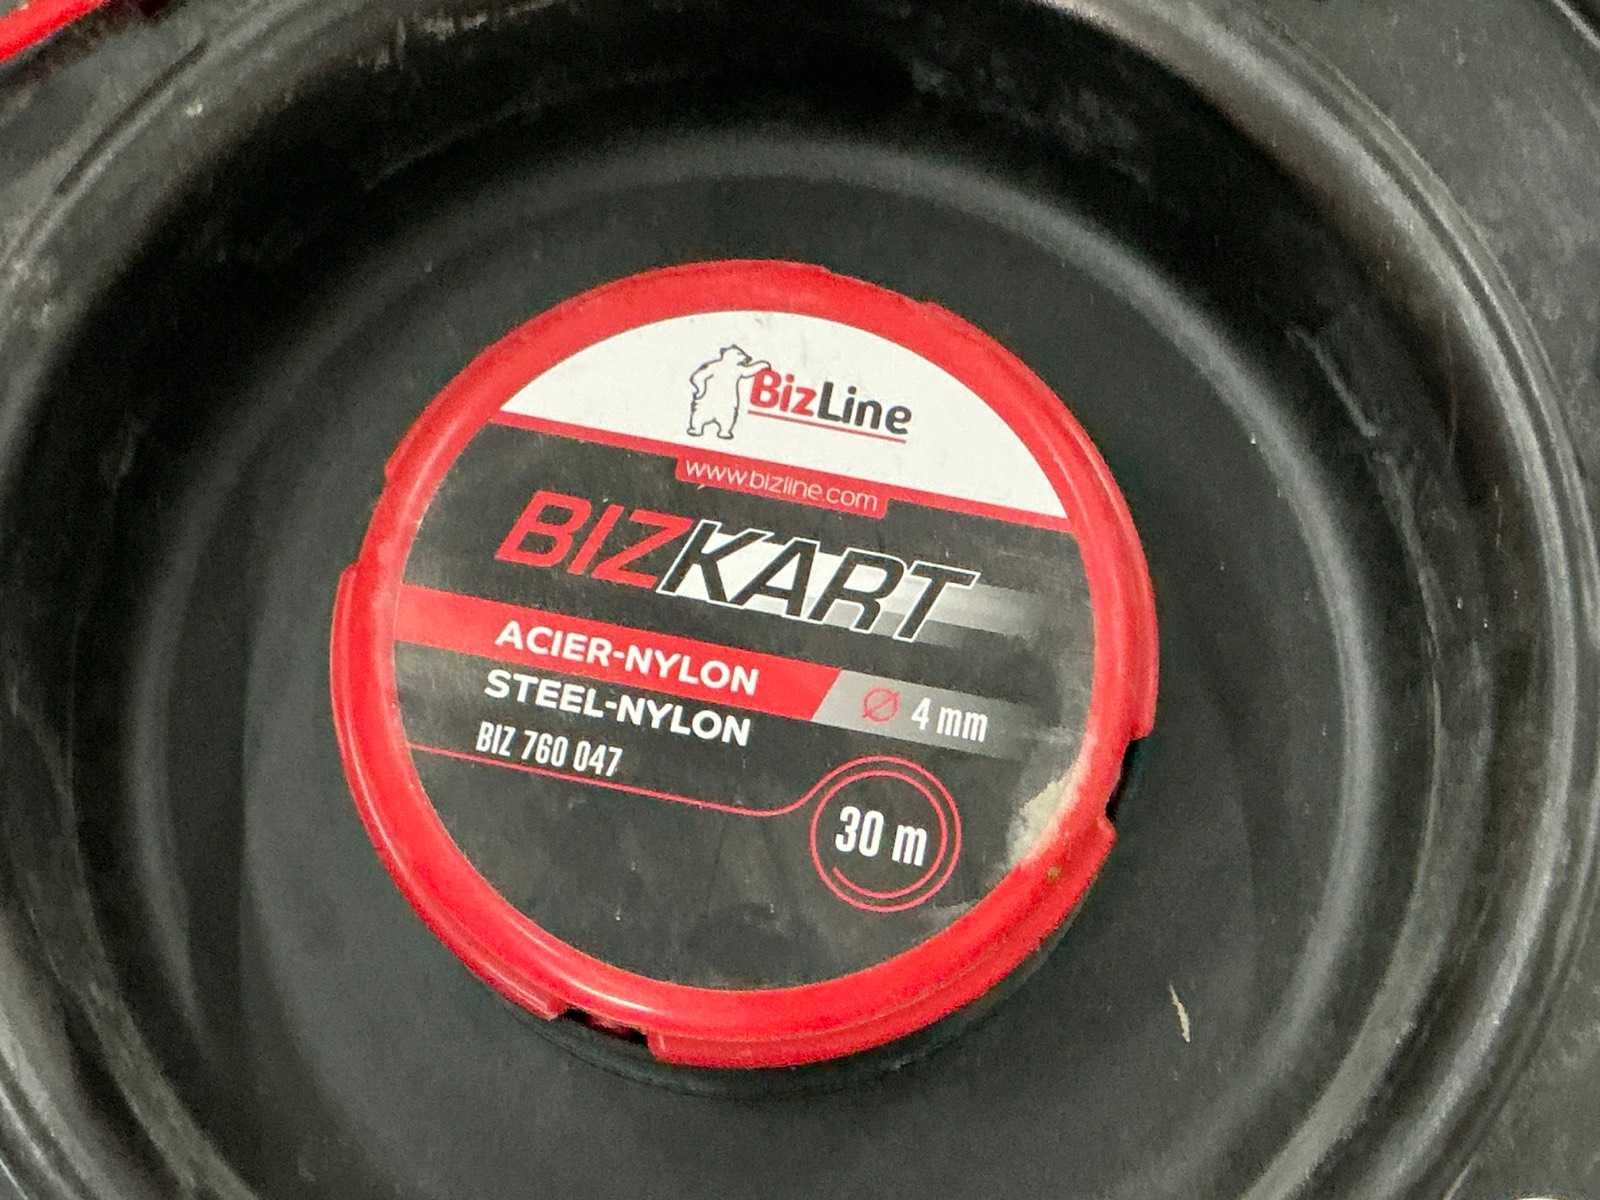 BizLine
www.bizline.com
BIZKART
ACIER-NYLON
STEEL-NYLON
Ø 4 mm
BIZ 760 047
30 m